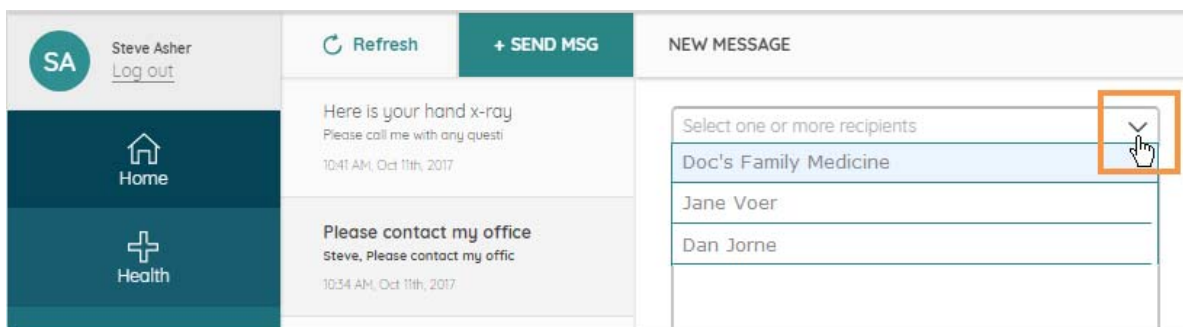 SA
Steve Asher
Log out
Home
Health
Refresh
+ SEND MSG
Here is your hand x-ray
Please call me with any questi
10:41 AM, Oct 11th, 2017
Please contact my office
Steve, Please contact my offic
10:34 AM, Oct 11th, 2017
NEW MESSAGE
Select one or more recipients
Doc's Family Medicine
Jane Voer
Dan Jorne